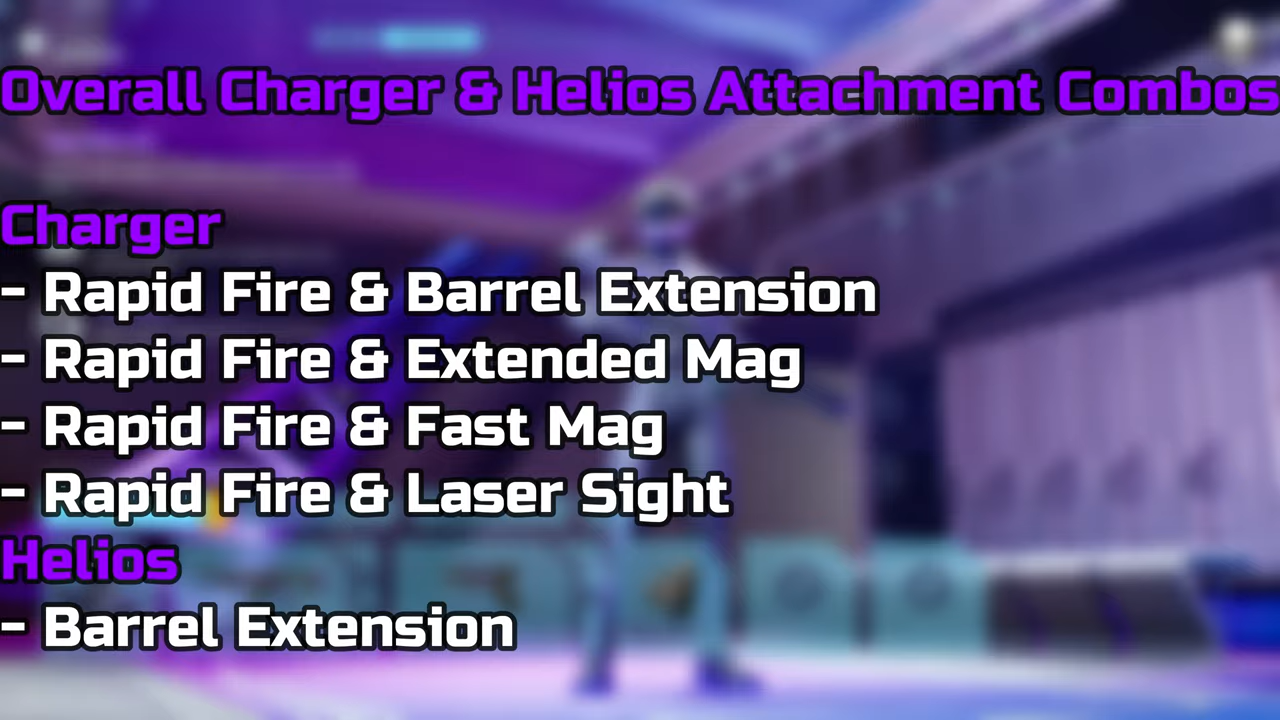 Overall Charger & Helios Attachment Combos
Charger
- Rapid Fire & Barrel Extension
- Rapid Fire & Extended Mag
- Rapid Fire & Fast Mag
- Rapid Fire & Laser Sight
Helios
- Barrel Extension